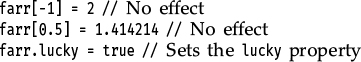 farr[-1] = 2 // No effect
farr[0.5] = 1.414214 // No effect
farr.lucky = true // Sets the lucky property